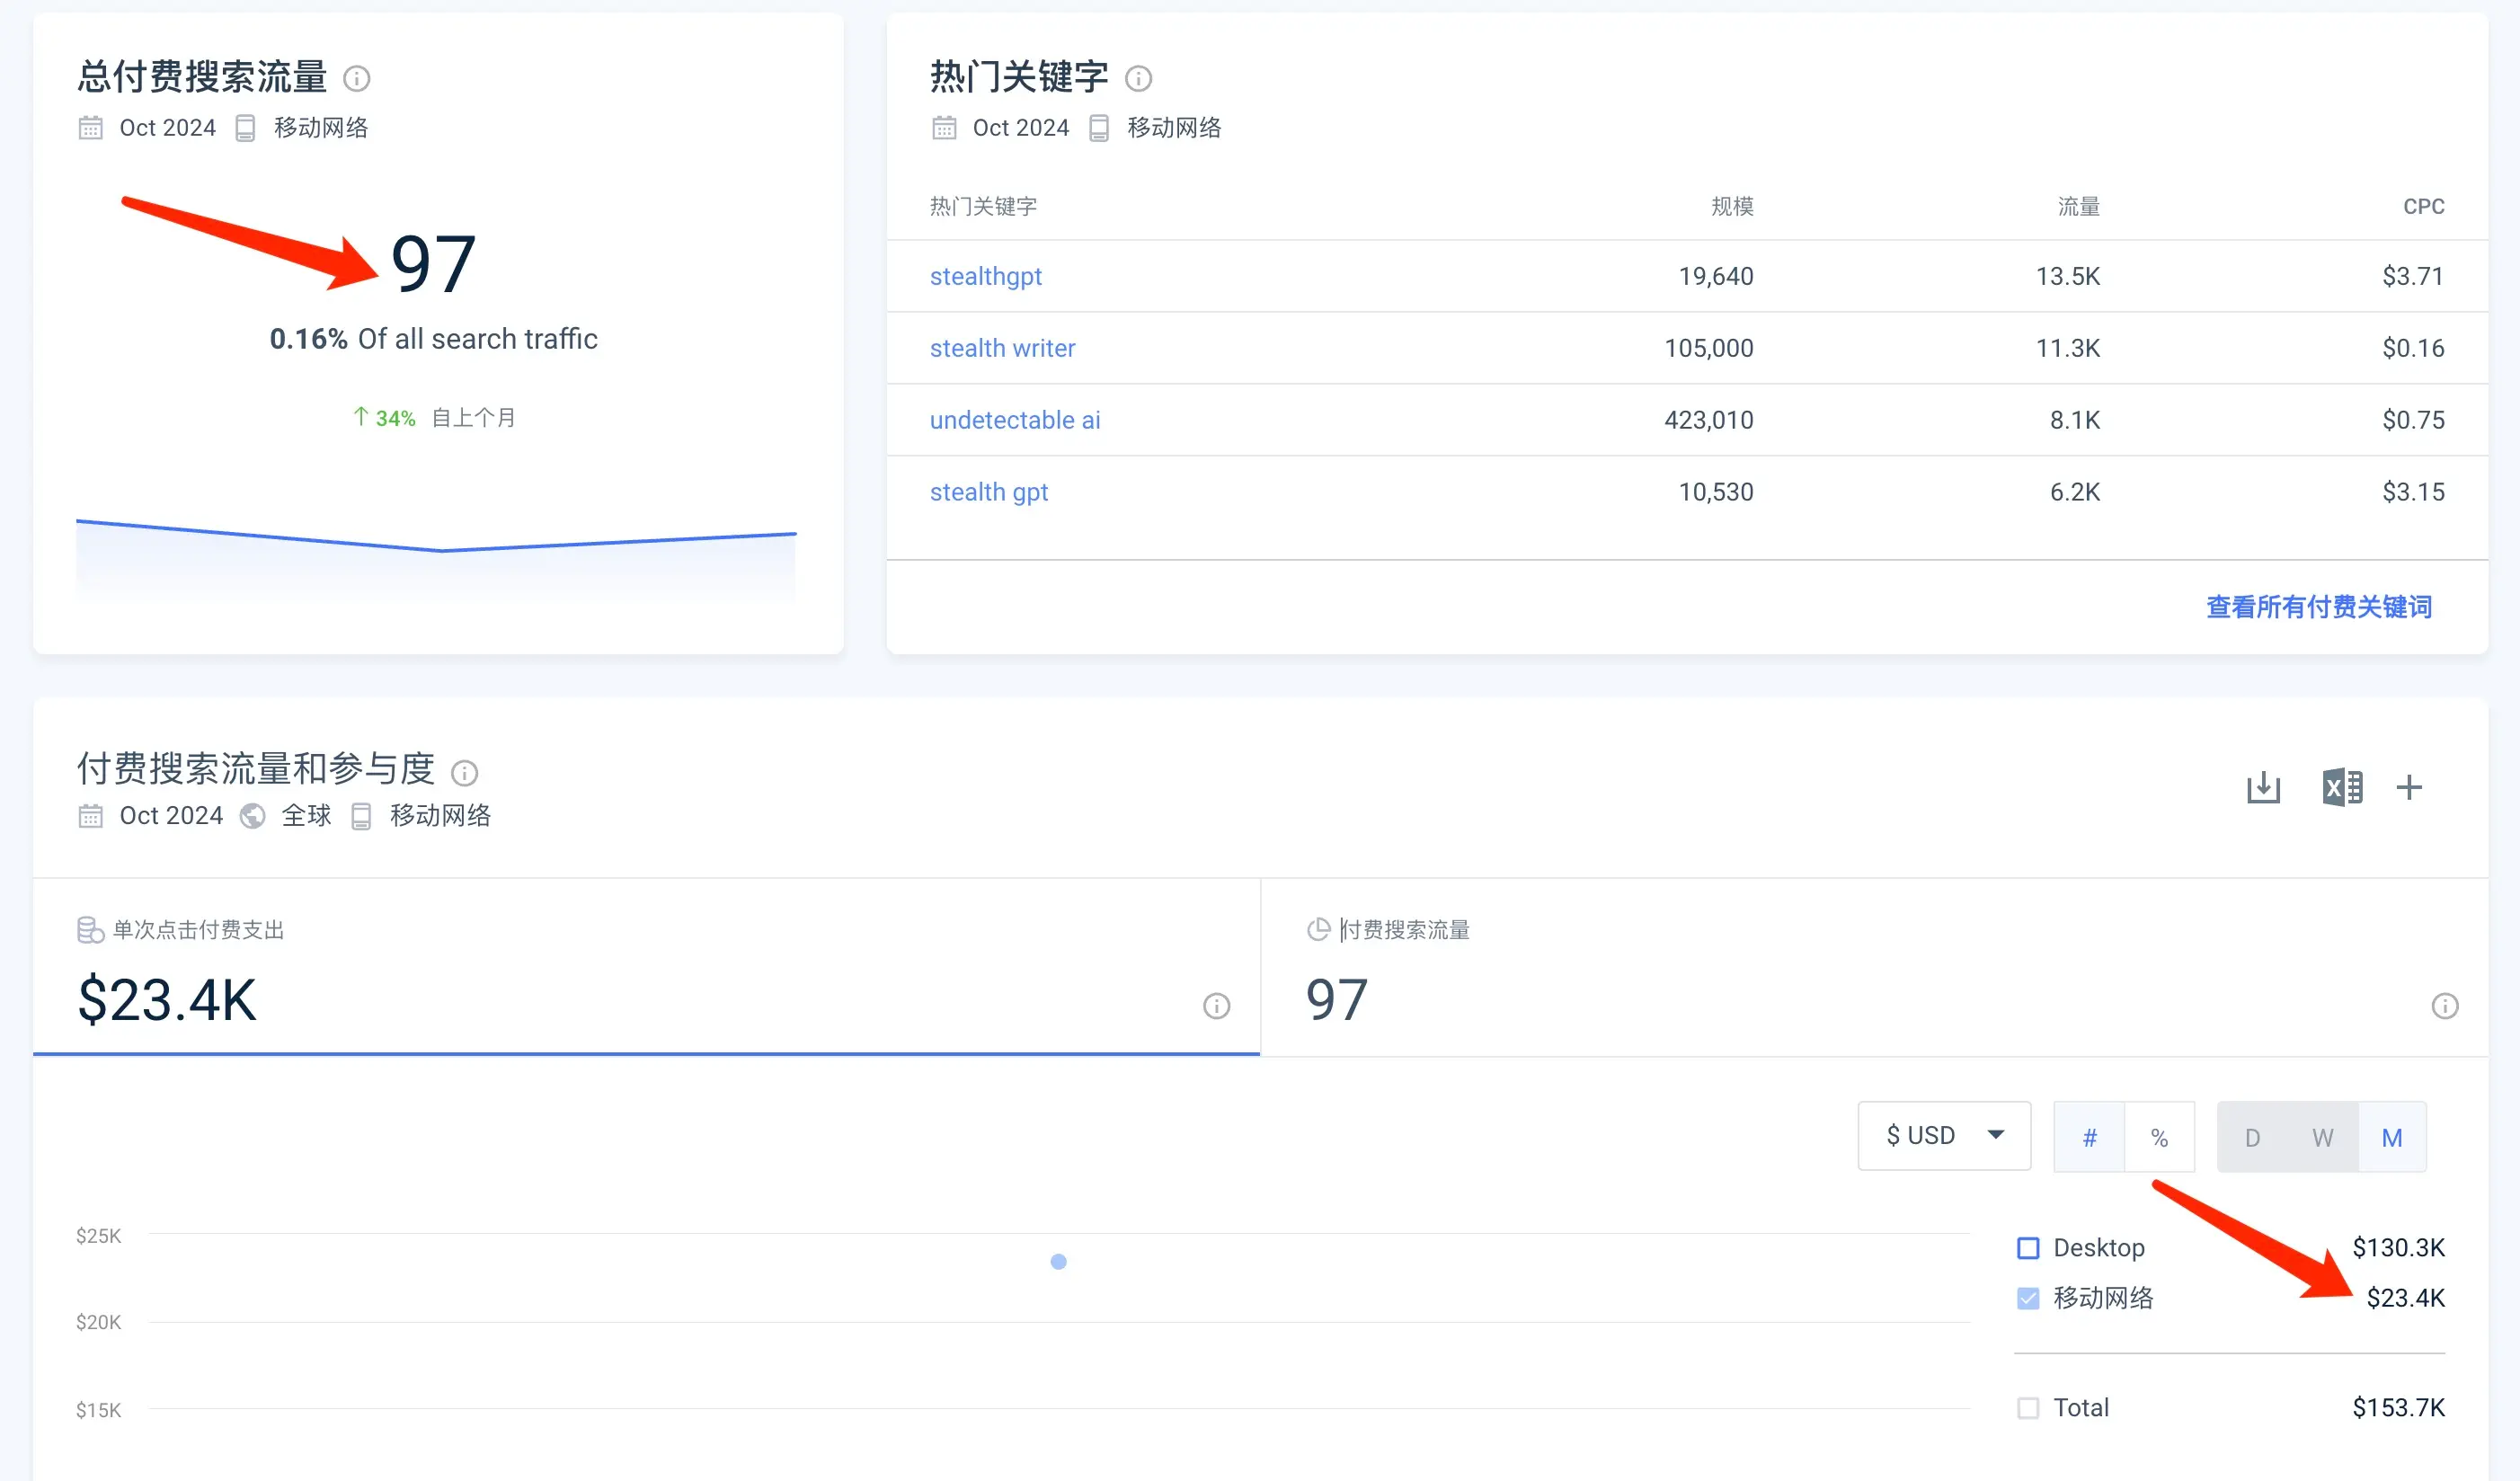 总付费搜索流量
Oct 2024 移动网络
97
0.16% Of all search traffic
↑ 34% 自上个月
热门关键字
Oct 2024 移动网络
热门关键字 规模 流量 CPC
stealthgpt 19,640 13.5K $3.71
stealth writer 105,000 11.3K $0.16
undetectable ai 423,010 8.1K $0.75
stealth gpt 10,530 6.2K $3.15
查看所有付费关键词
付费搜索流量和参与度
Oct 2024 全球 移动网络
单次点击付费支出
$23.4K
付费搜索流量
97
$ USD # % D W M
$25K
$20K
$15K
Desktop $130.3K
移动网络 $23.4K
Total $153.7K